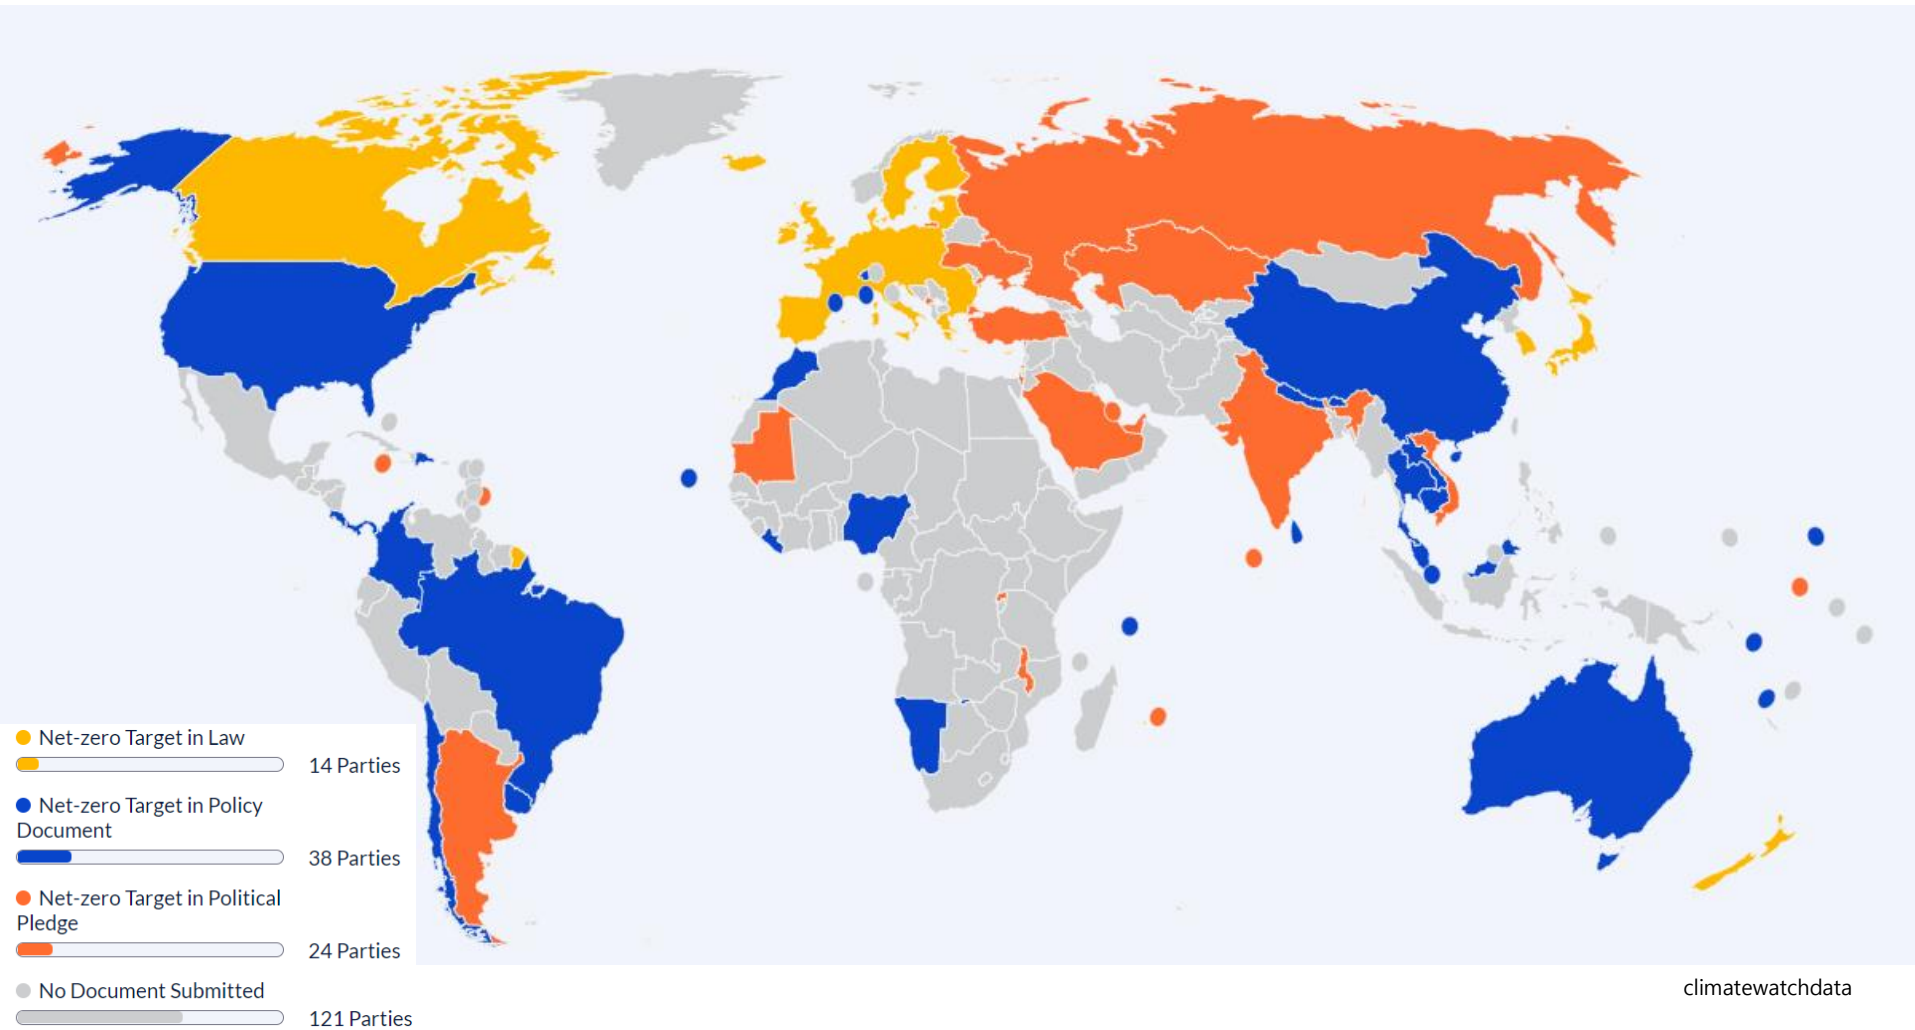 Net-zero Target in Law
14 Parties
Net-zero Target in Policy
Document
38 Parties
Net-zero Target in Political
Pledge
24 Parties
No Document Submitted
121 Parties
climatewatchdata